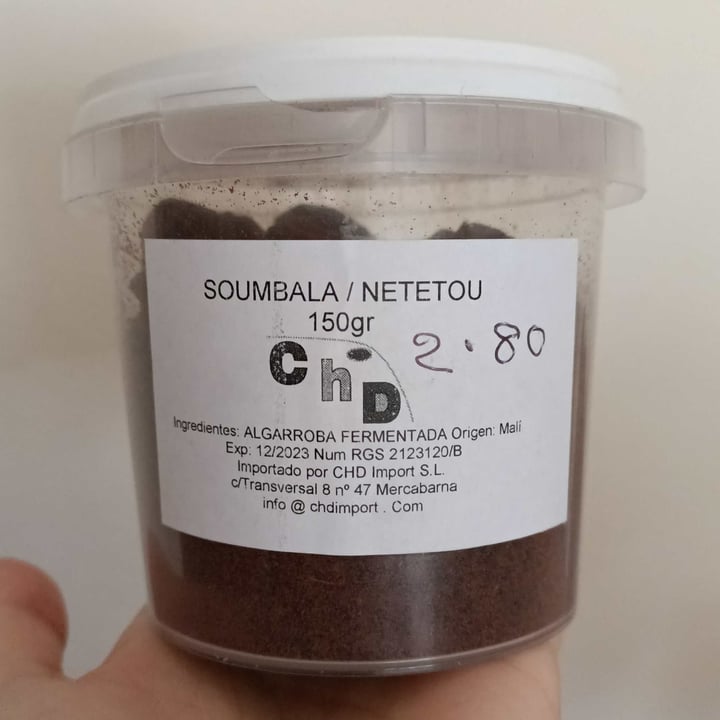 SOUMBALA / NETETOU
150gr
2.80
ChD
Ingredientes: ALGARROBA FERMENTADA Origen: Malí
Exp: 12/2023 Num RGS 2123120/B
Importado por CHD Import S.L.
c/Transversal 8 nº 47 Mercabarna
info @ chdimport . Com